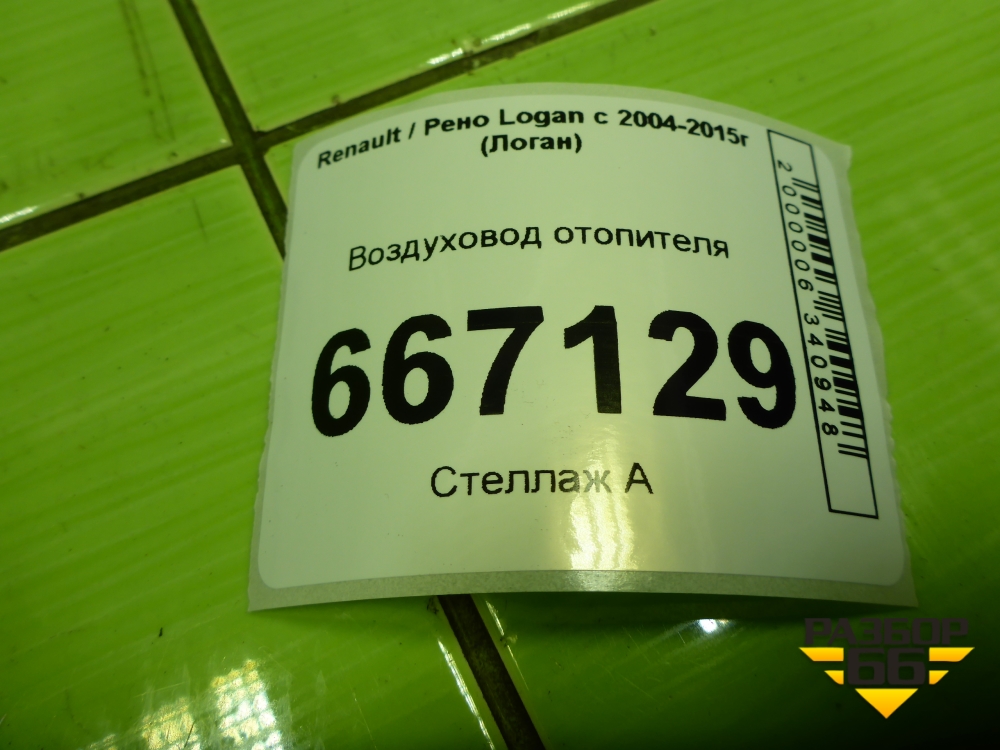 Renault / Рено Logan с 2004-2015г
(Логан)
Воздуховод отопителя
667129
Стеллаж А
2000006340948
РАЗБОР
66